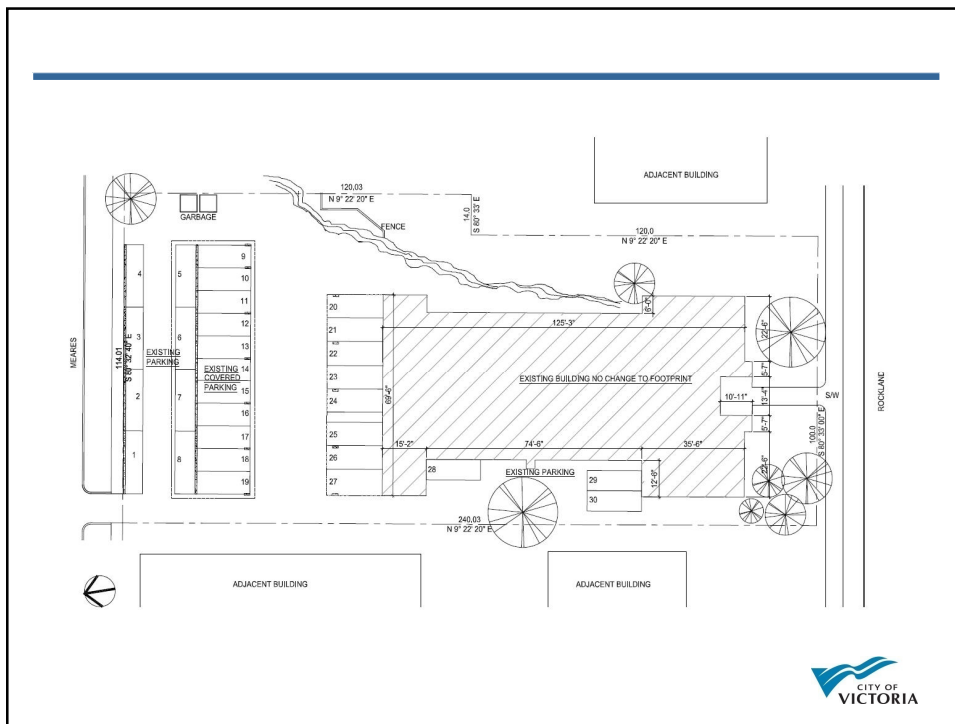 ADJACENT BUILDING
120.03
N 9° 22' 20" E
14.0
S 80° 33' E
120.0
N 9° 22' 20" E
GARBAGE
FENCE
MEARES
114.01
S 80° 32' 40" E
4
3
2
1
EXISTING
PARKING
5
6
7
8
EXISTING
COVERED
PARKING
9
10
11
12
13
14
15
16
17
18
19
20
21
22
23
24
25
26
27
69'-6"
125'-3"
6'-0"
EXISTING BUILDING NO CHANGE TO FOOTPRINT
15'-2"
74'-6"
35'-6"
28
EXISTING PARKING
29
30
12'-6"
10'-11"
22'-6"
5'-7"
13'-4"
5'-7"
22'-6"
S/W
100.0
S 80° 33' 00" E
ROCKLAND
240.03
N 9° 22' 20" E
ADJACENT BUILDING
ADJACENT BUILDING
CITY OF
VICTORIA